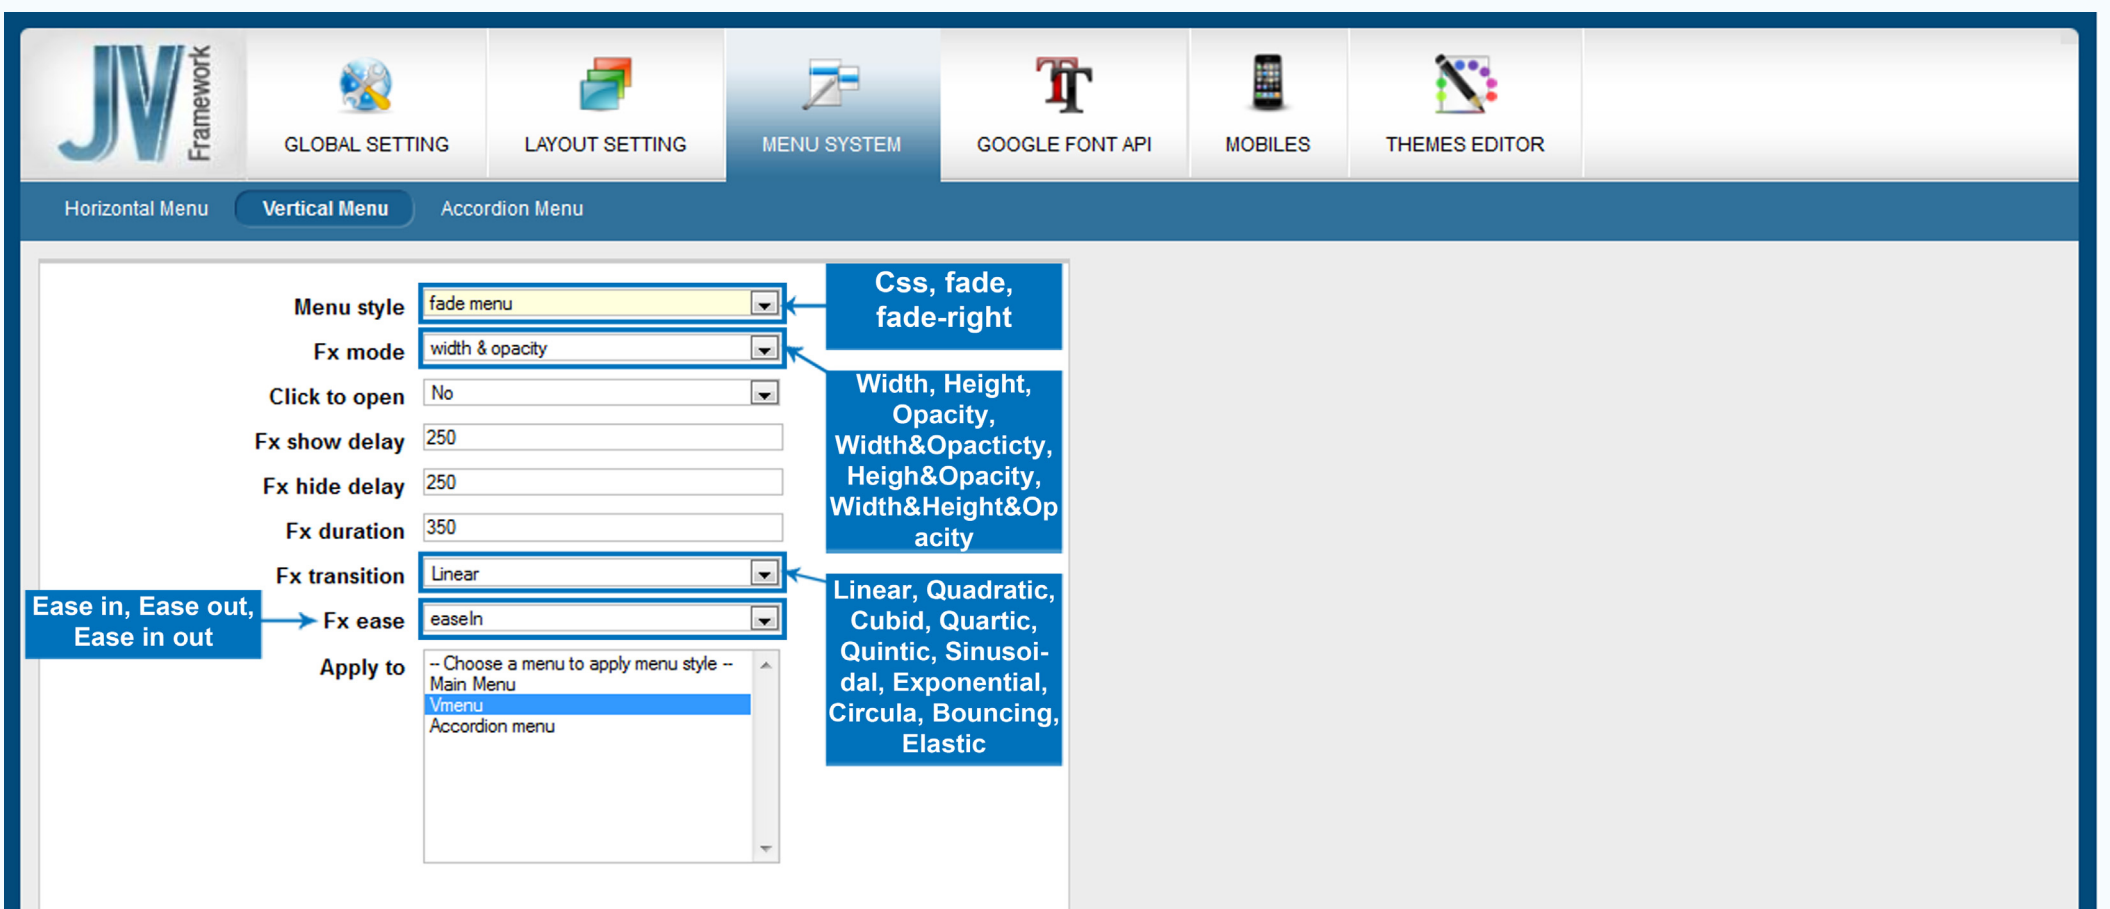 JV Framework
GLOBAL SETTING
LAYOUT SETTING
MENU SYSTEM
GOOGLE FONT API
MOBILES
THEMES EDITOR
Horizontal Menu
Vertical Menu
Accordion Menu
Menu style
fade menu
Css, fade,
fade-right
Fx mode
width & opacity
Width, Height,
Opacity,
Width&Opacticty,
Heigh&Opacity,
Width&Height&Op
acity
Click to open
No
Fx show delay
250
Fx hide delay
250
Fx duration
350
Fx transition
Linear
Linear, Quadratic,
Cubid, Quartic,
Quintic, Sinusoi-
dal, Exponential,
Circula, Bouncing,
Elastic
Ease in, Ease out,
Ease in out
Fx ease
easeIn
Apply to
-- Choose a menu to apply menu style --
Main Menu
Vmenu
Accordion menu